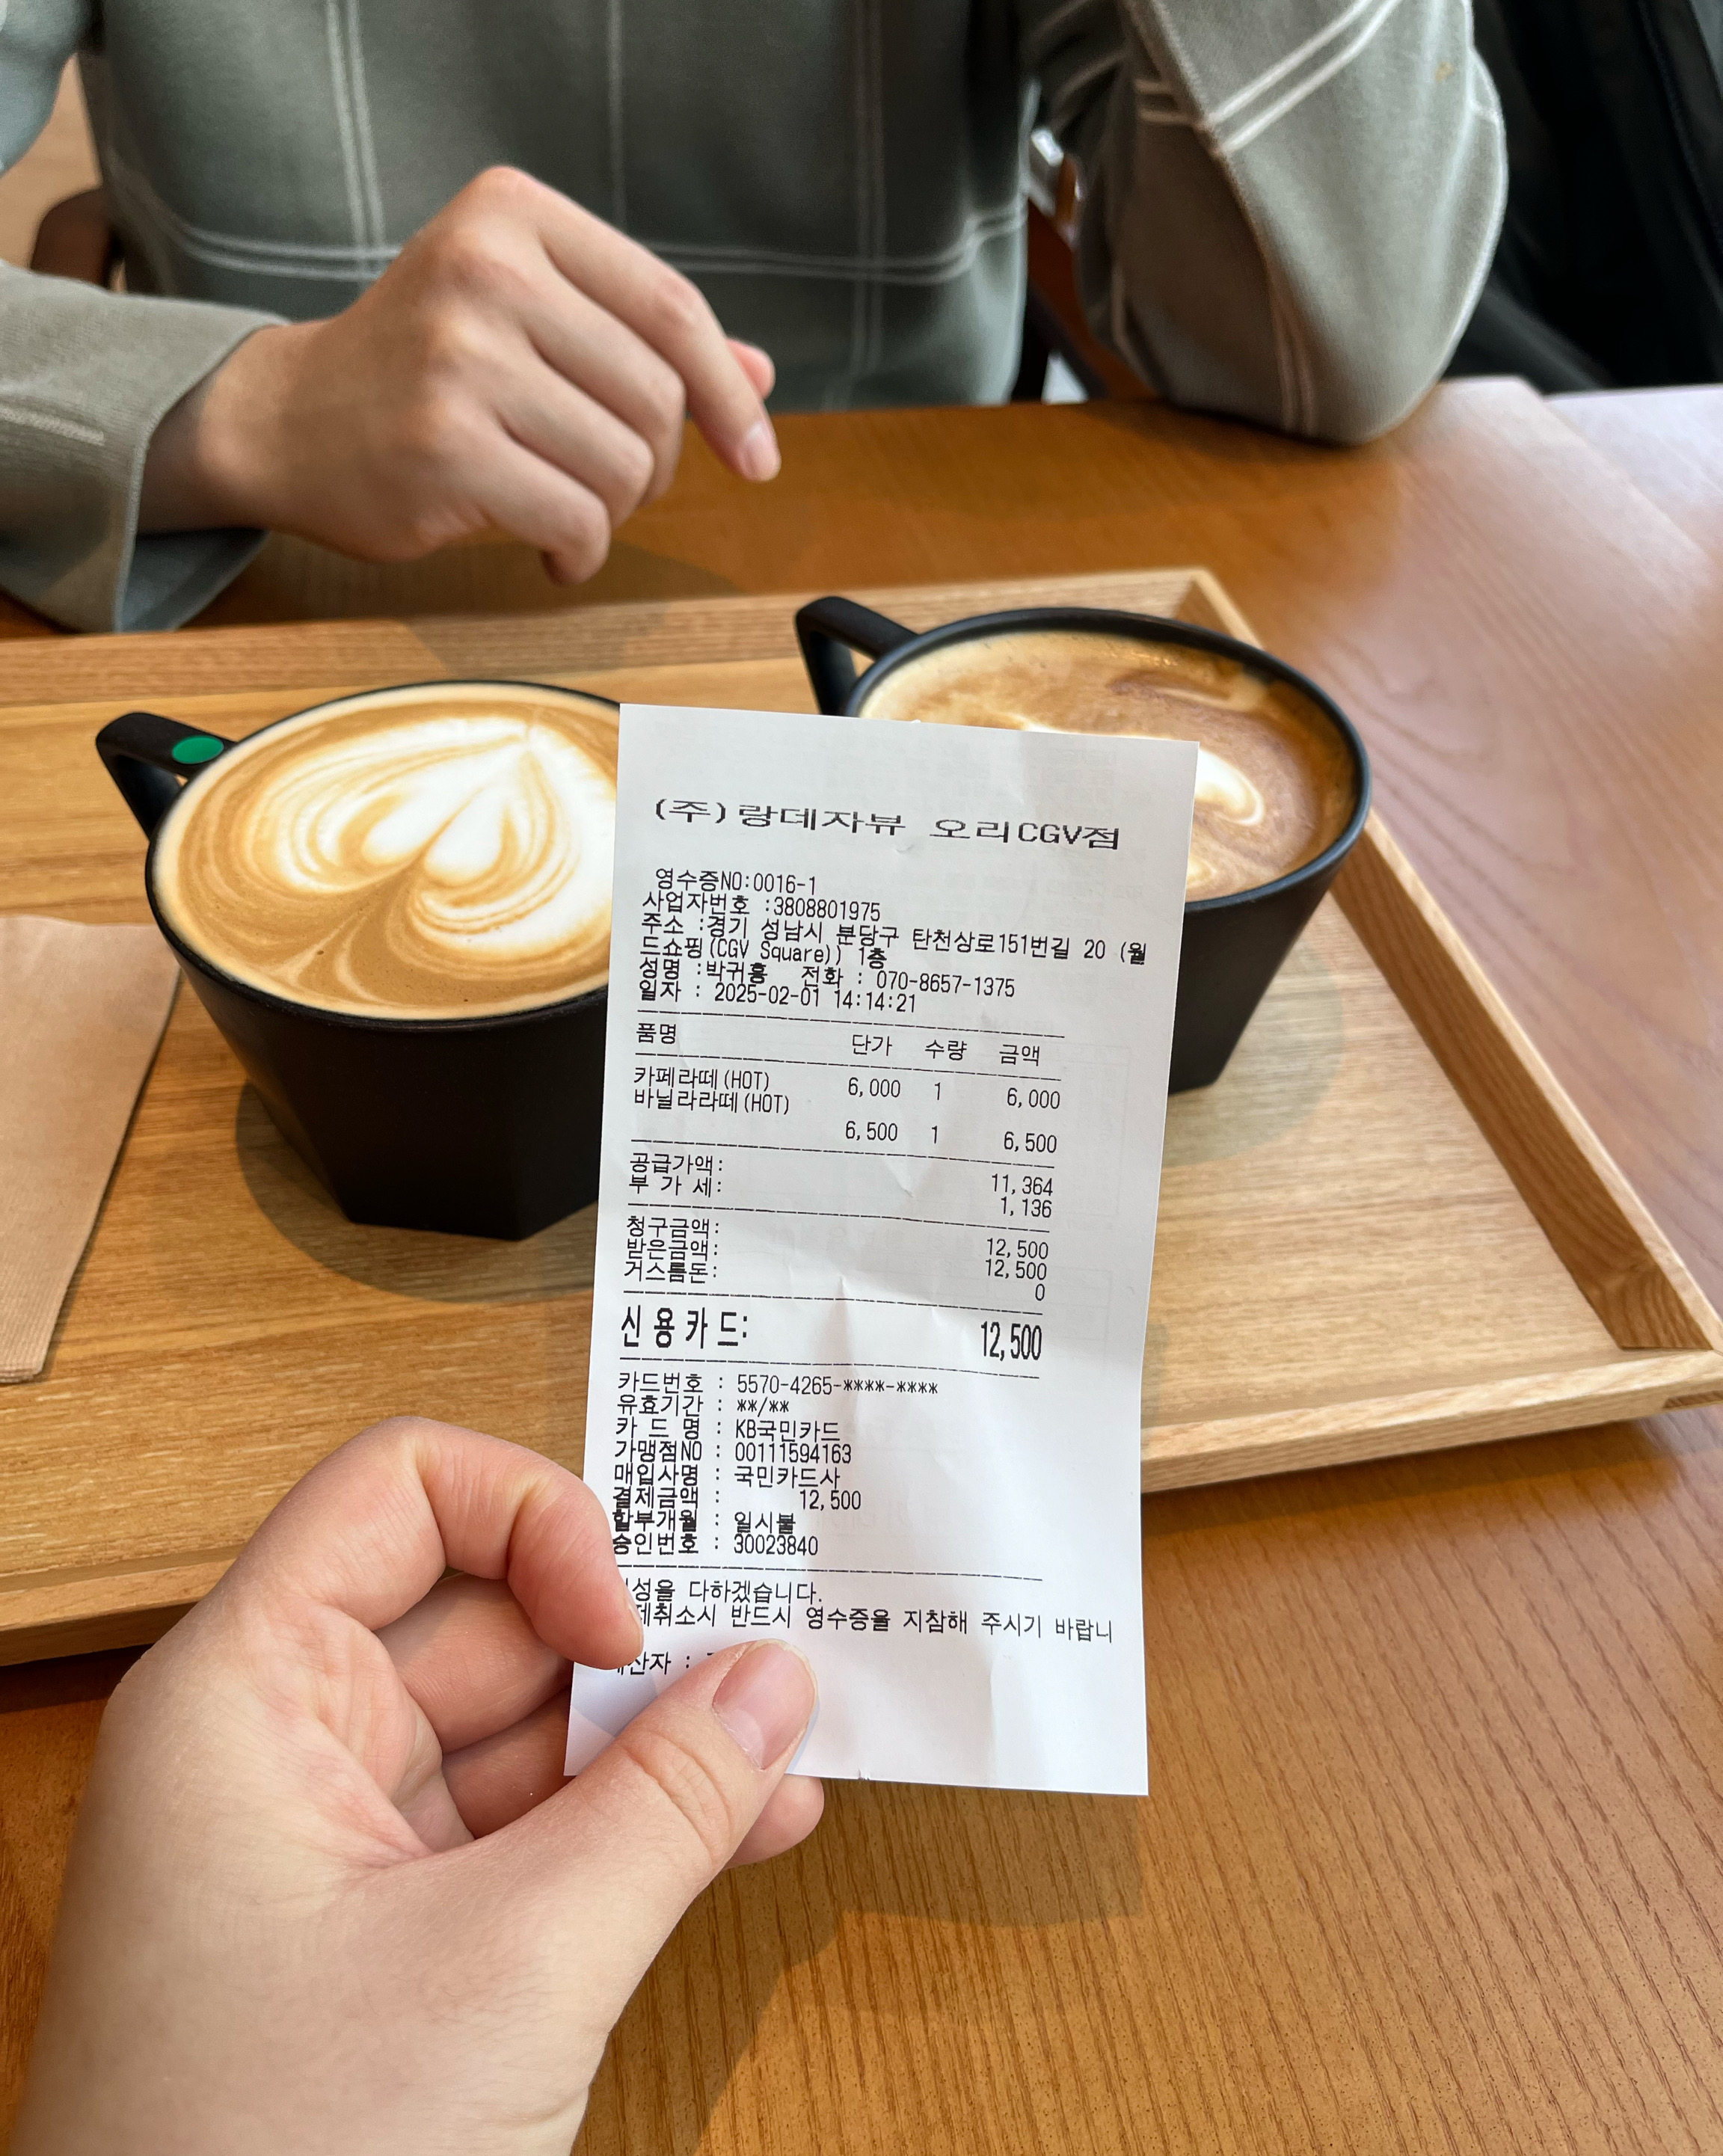 (주)랑데자뷰 오리CGV점
영수증NO:0016-1
사업자번호 :3808801975
주소 :경기 성남시 분당구 탄천상로151번길 20 (월
드쇼핑(CGV Square)) 1층
성명 :박귀흥 전화 : 070-8657-1375
일자 : 2025-02-01 14:14:21
품명 단가 수량 금액
카페라떼(HOT) 6,000 1 6,000
바닐라라떼(HOT)
6,500 1 6,500
공급가액: 11,364
부 가 세: 1,136
청구금액: 12,500
받은금액: 12,500
거스름돈: 0
신용카드: 12,500
카드번호 : 5570-4265-****-****
유효기간 : **/**
카 드 명 : KB국민카드
가맹점NO : 00111594163
매입사명 : 국민카드사
결제금액 : 12,500
할부개월 : 일시불
승인번호 : 30023840
성을 다하겠습니다.
취소시 반드시 영수증을 지참해 주시기 바랍니
산자 :